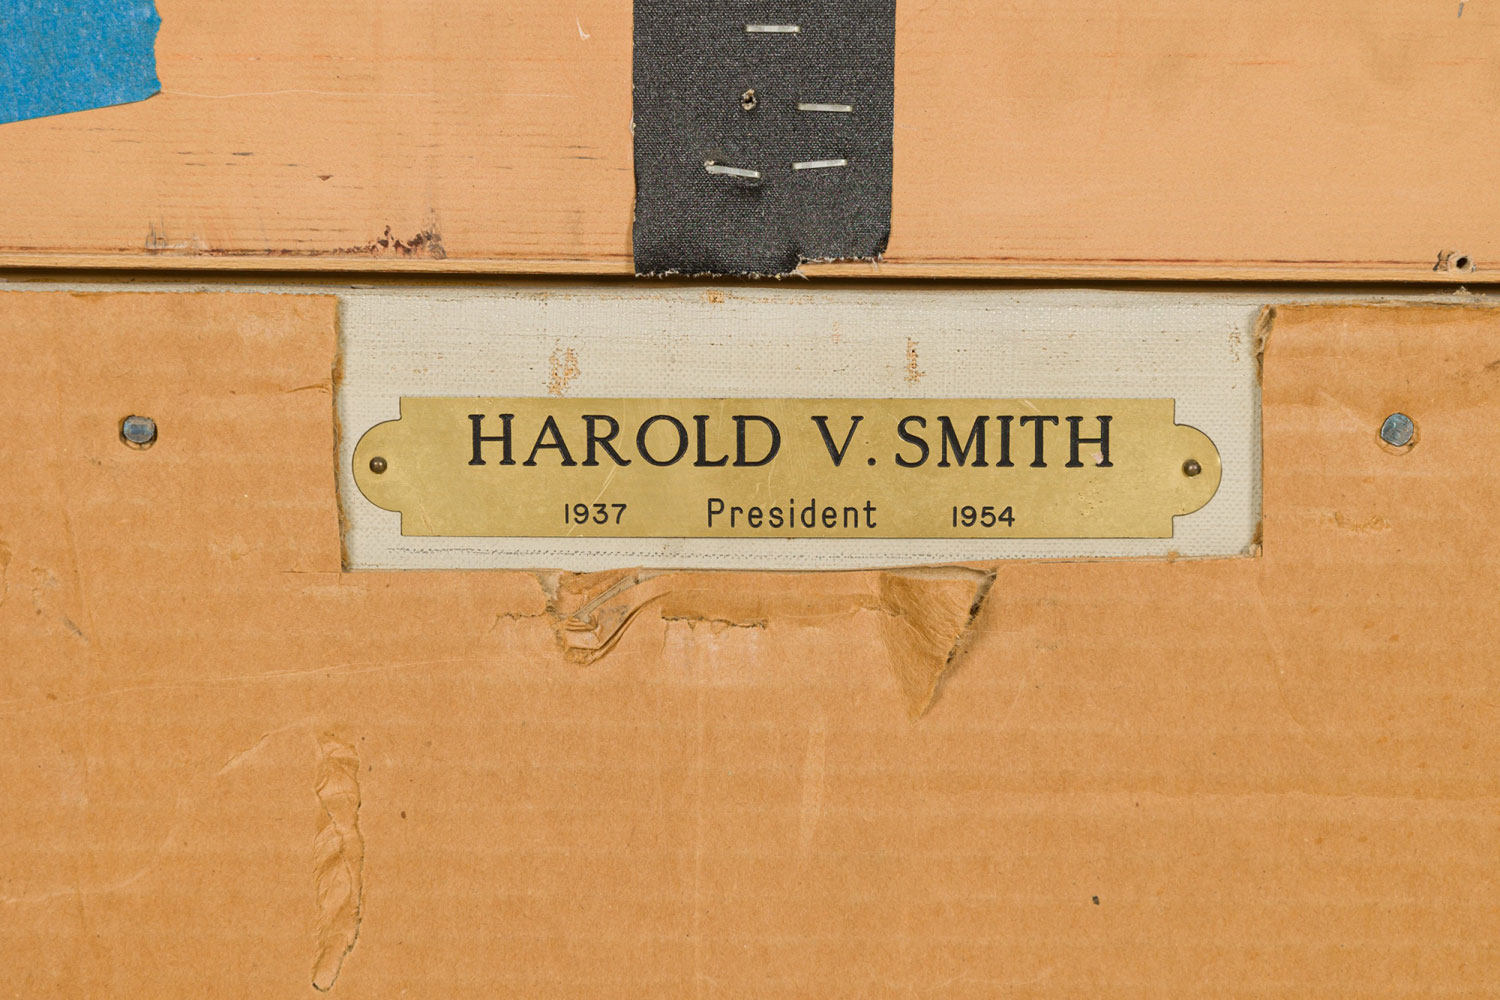 HAROLD V. SMITH
1937 President 1954